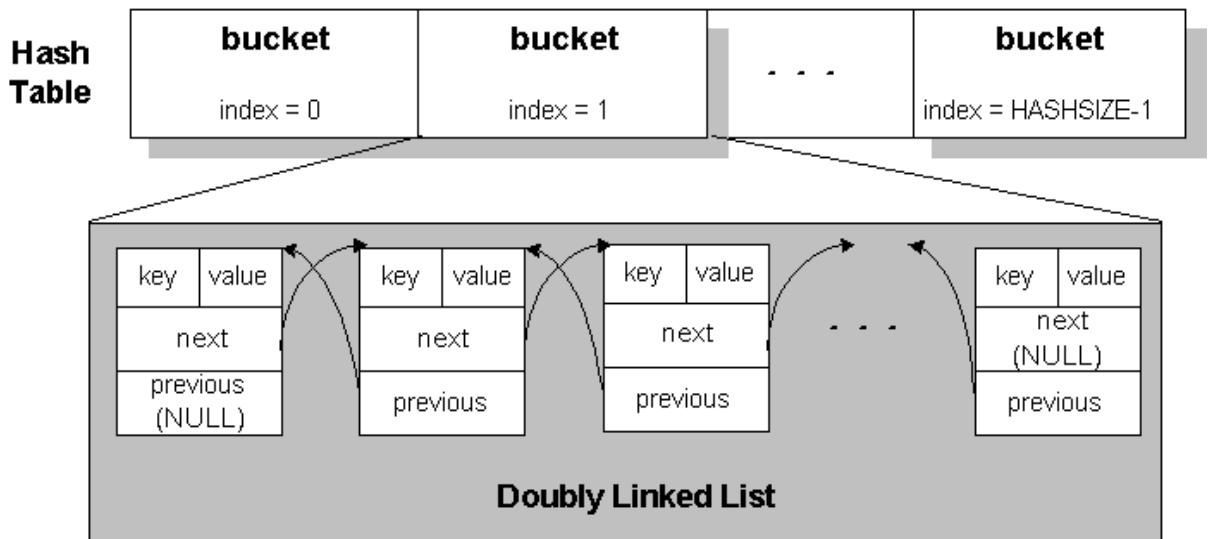 Hash
Table
bucket
index = 0
bucket
index = 1
. . .
bucket
index = HASHSIZE-1
key
value
next
previous
(NULL)
key
value
next
previous
key
value
next
previous
. . .
key
value
next
(NULL)
previous
Doubly Linked List